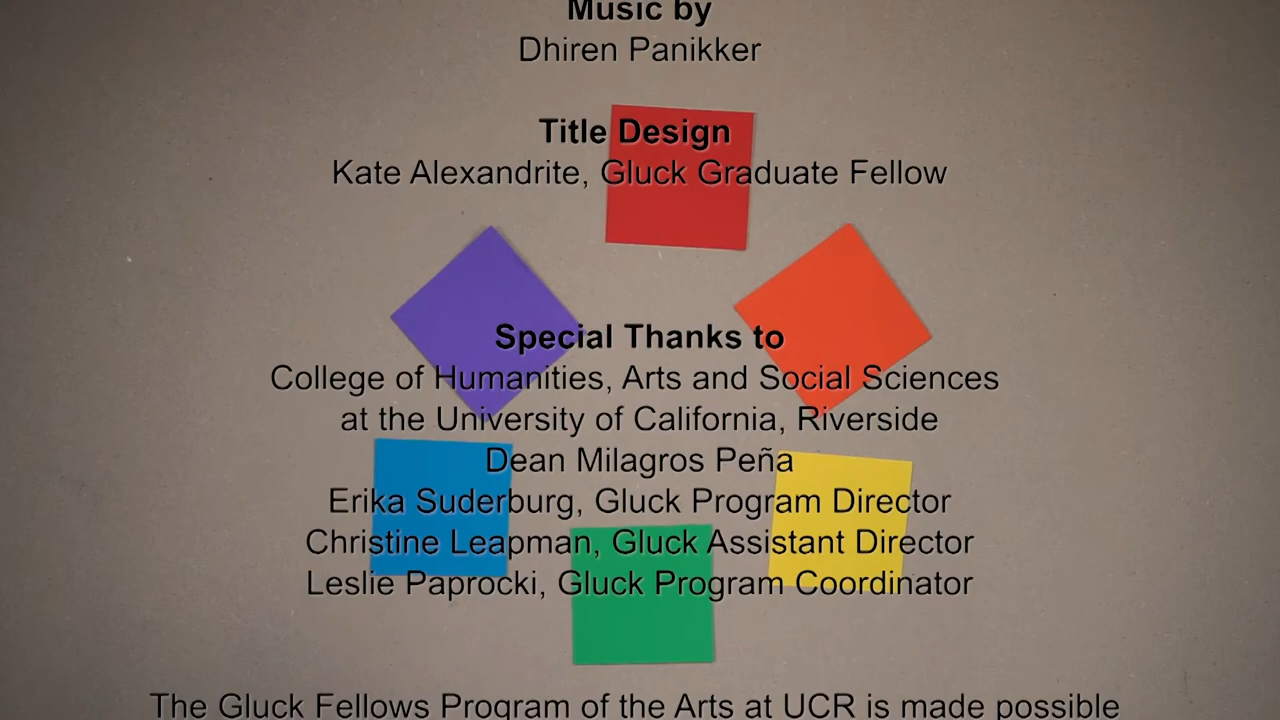 Music by
Dhiren Panikker
Title Design
Kate Alexandrite, Gluck Graduate Fellow
Special Thanks to
College of Humanities, Arts and Social Sciences
at the University of California, Riverside
Dean Milagros Peña
Erika Suderburg, Gluck Program Director
Christine Leapman, Gluck Assistant Director
Leslie Paprocki, Gluck Program Coordinator
The Gluck Fellows Program of the Arts at UCR is made possible